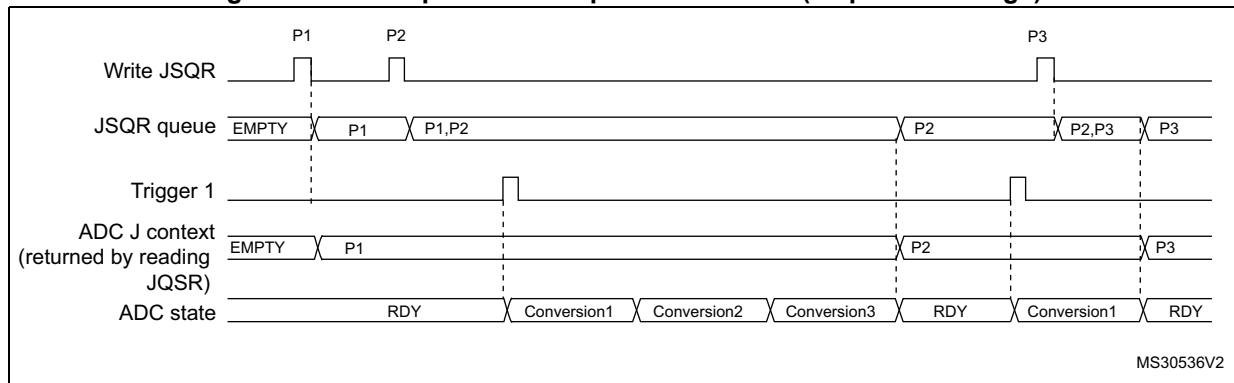 P1 P2 P3
Write JSQR
JSQR queue EMPTY P1 P1,P2 P2 P2,P3 P3
Trigger 1
ADC J context
(returned by reading
JQSR)
EMPTY P1 P2 P3
ADC state RDY Conversion1 Conversion2 Conversion3 RDY Conversion1 RDY
MS30536V2